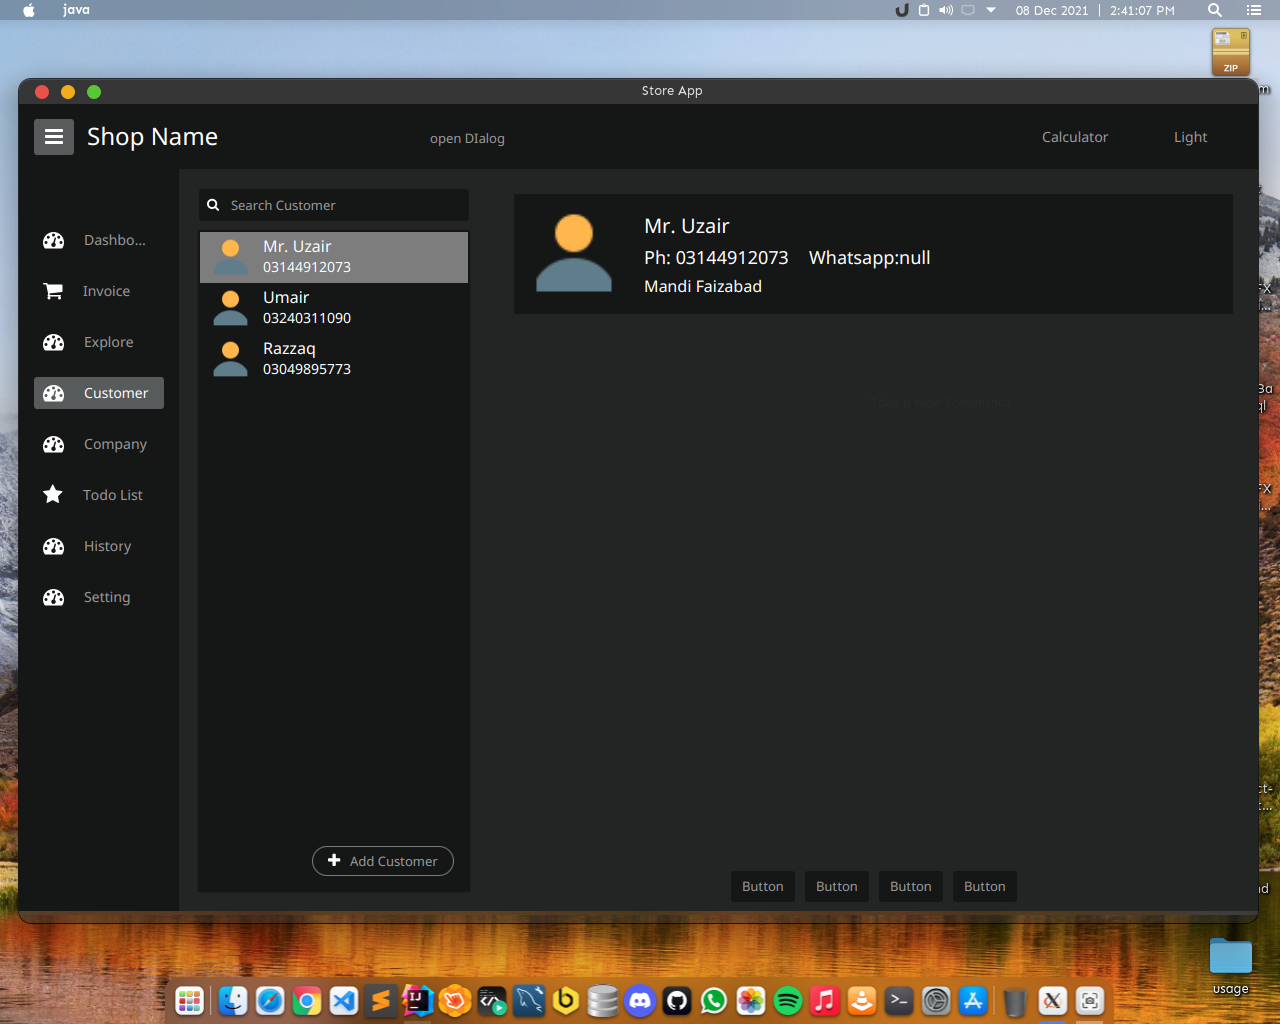 java
08 Dec 2021 | 2:41:07 PM
ZIP
Store App
Shop Name
open DIalog
Calculator
Light
Dashbo...
Invoice
Explore
Customer
Company
Todo List
History
Setting
Search Customer
Mr. Uzair
03144912073
Umair
03240311090
Razzaq
03049895773
Add Customer
Mr. Uzair
Ph: 03144912073 Whatsapp:null
Mandi Faizabad
Button
Button
Button
Button
usage